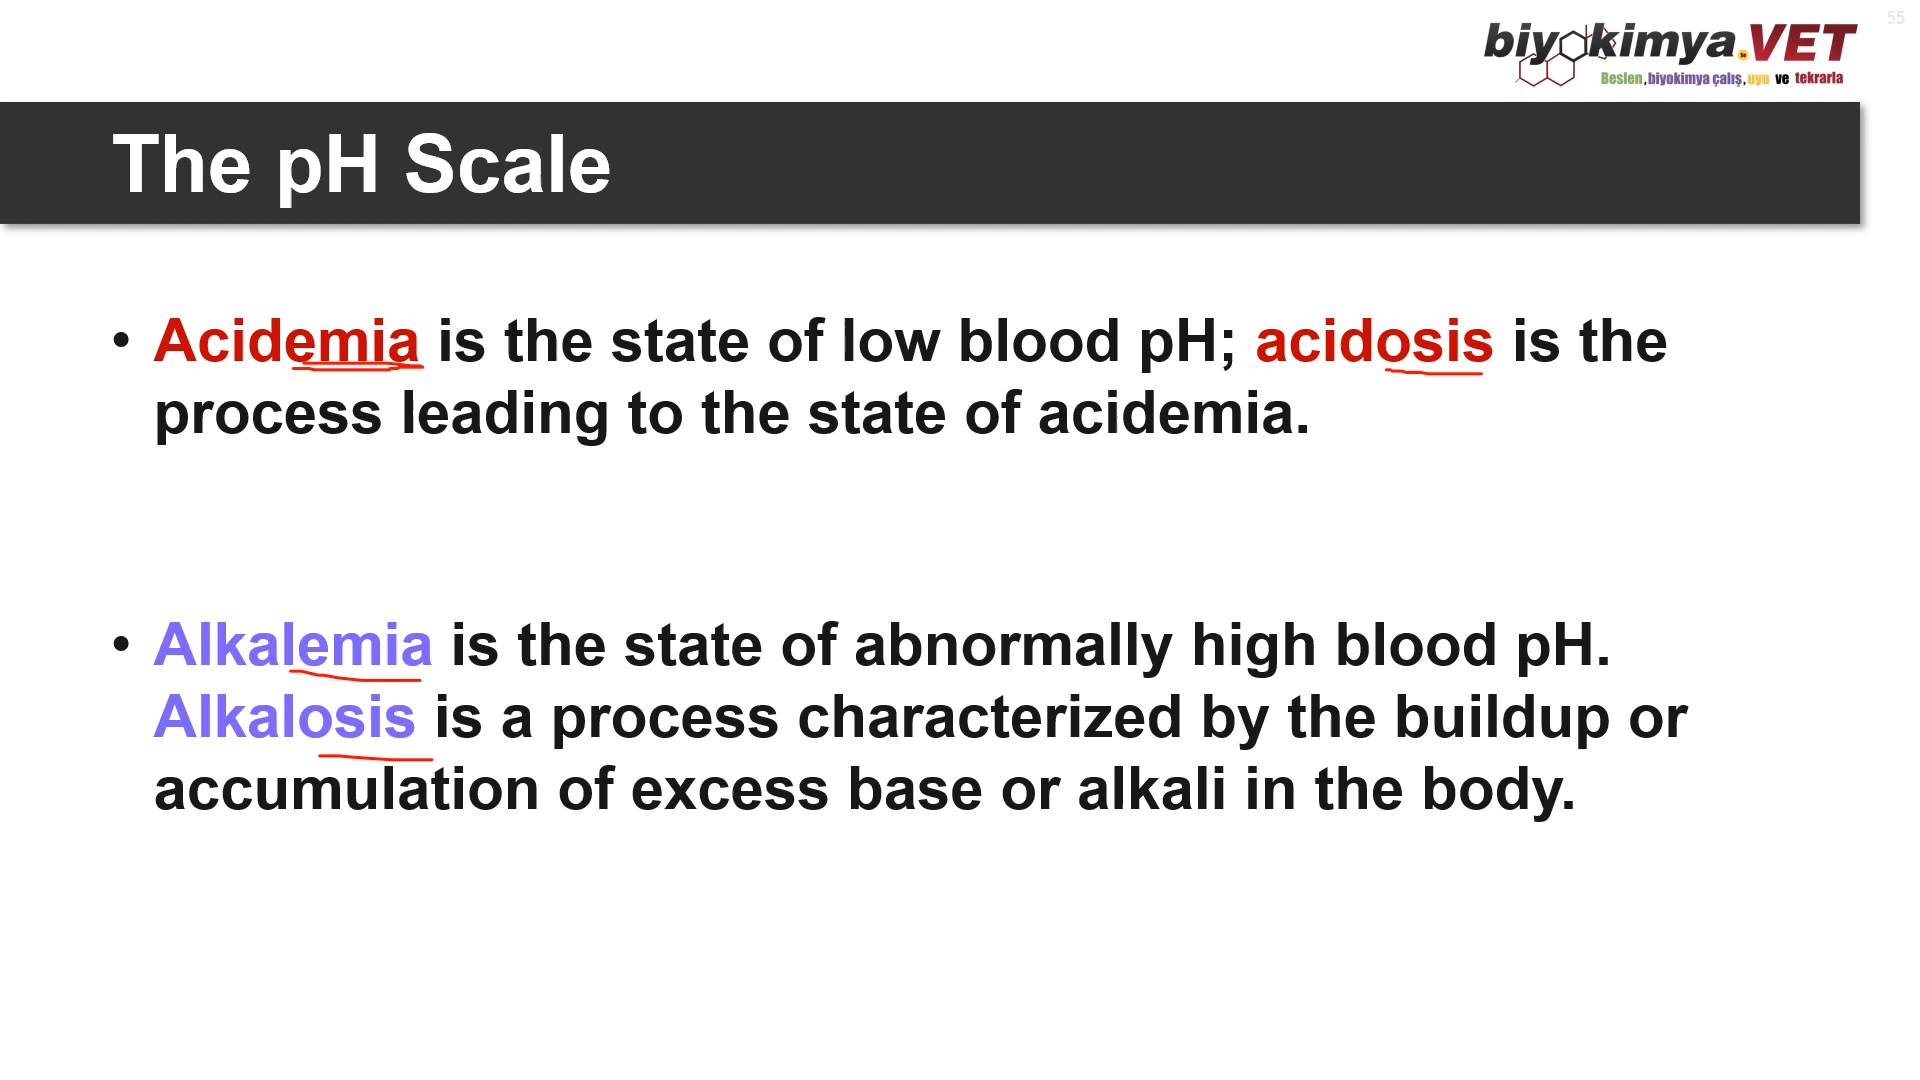 55
biyokimya.VET
Beslen, biyokimya çalış, uyu ve tekrarla
The pH Scale
• Acidemia is the state of low blood pH; acidosis is the
process leading to the state of acidemia.
• Alkalemia is the state of abnormally high blood pH.
Alkalosis is a process characterized by the buildup or
accumulation of excess base or alkali in the body.